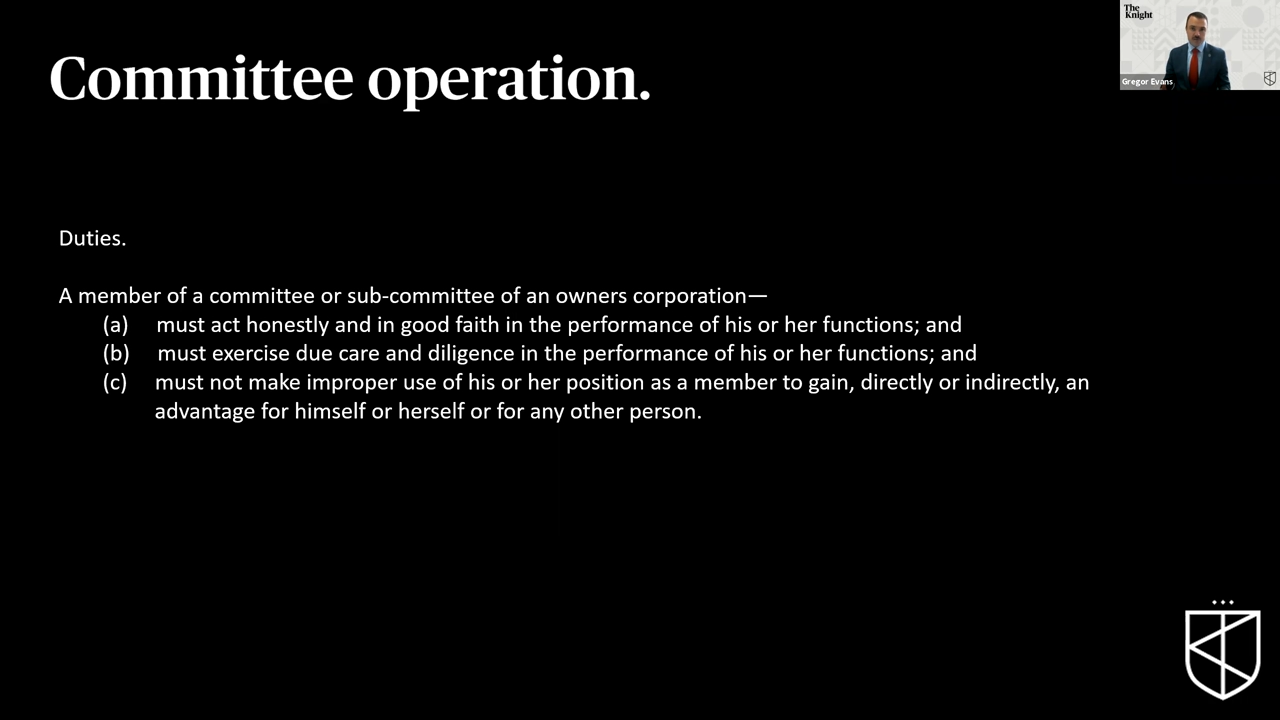 Committee operation.
The
Knight
Gregor Evans
Duties.
A member of a committee or sub-committee of an owners corporation—
(a) must act honestly and in good faith in the performance of his or her functions; and
(b) must exercise due care and diligence in the performance of his or her functions; and
(c) must not make improper use of his or her position as a member to gain, directly or indirectly, an
advantage for himself or herself or for any other person.